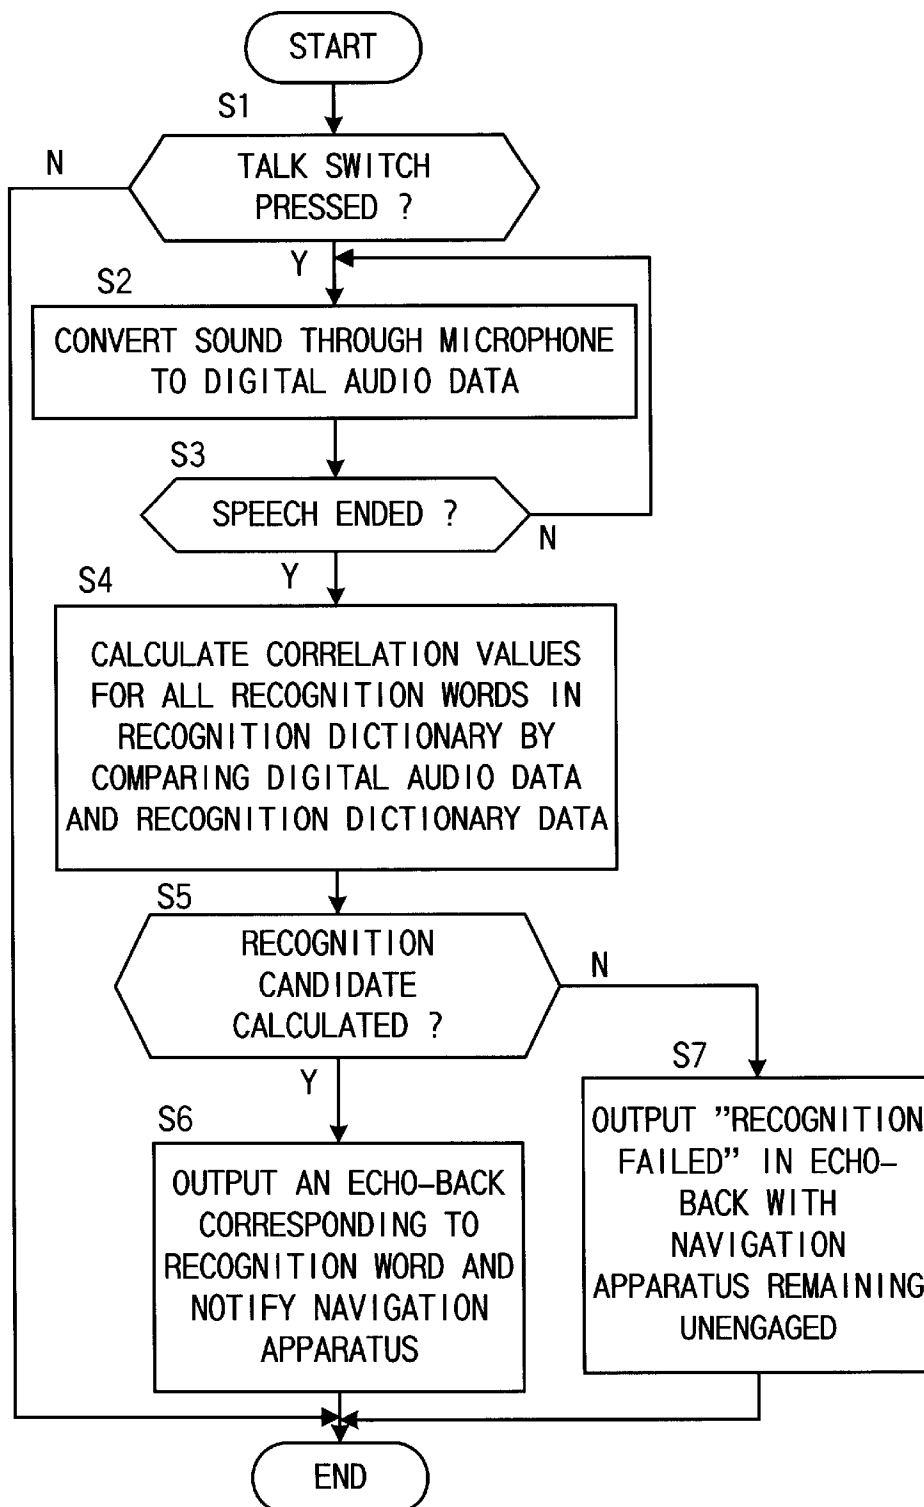 START
S1
N
TALK SWITCH
PRESSED ?
Y
S2
CONVERT SOUND THROUGH MICROPHONE
TO DIGITAL AUDIO DATA
S3
SPEECH ENDED ?
N
Y
S4
CALCULATE CORRELATION VALUES
FOR ALL RECOGNITION WORDS IN
RECOGNITION DICTIONARY BY
COMPARING DIGITAL AUDIO DATA
AND RECOGNITION DICTIONARY DATA
S5
RECOGNITION
CANDIDATE
CALCULATED ?
N
Y
S6
OUTPUT AN ECHO-BACK
CORRESPONDING TO
RECOGNITION WORD AND
NOTIFY NAVIGATION
APPARATUS
S7
OUTPUT "RECOGNITION
FAILED" IN ECHO-
BACK WITH
NAVIGATION
APPARATUS REMAINING
UNENGAGED
END